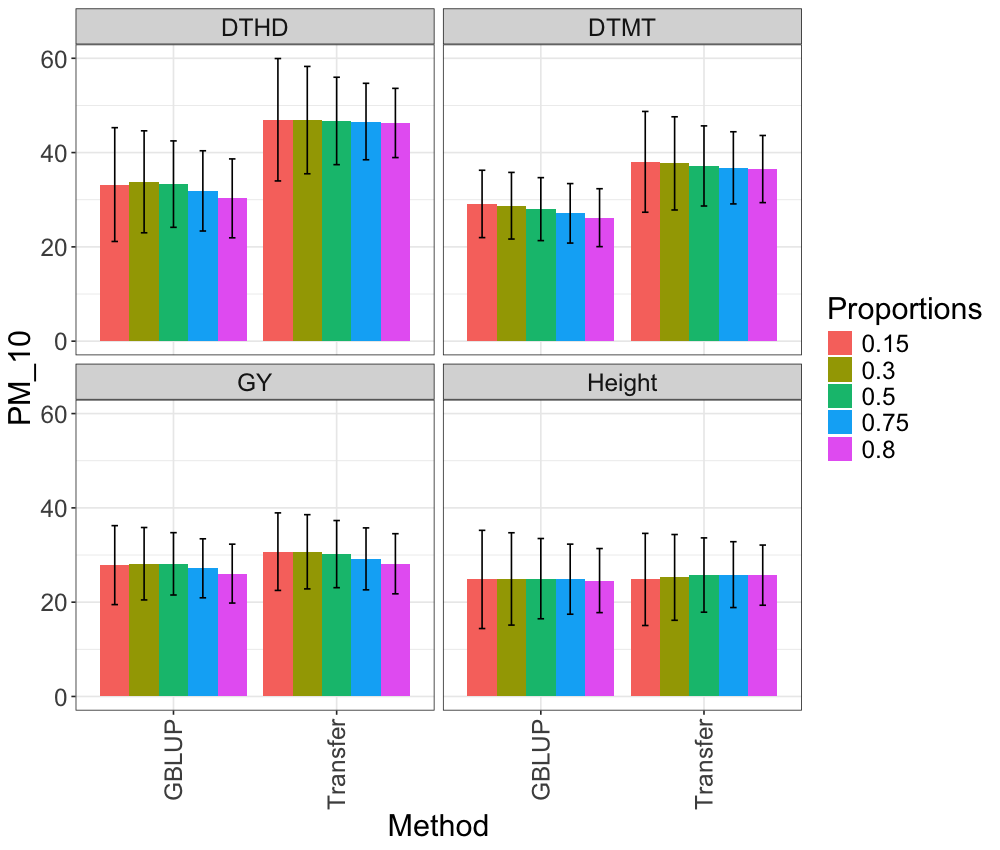 DTHD
DTMT
60
40
20
0
GY
Height
60
40
20
0
PM_10
GBLUP
Transfer
GBLUP
Transfer
Method
Proportions
0.15
0.3
0.5
0.75
0.8